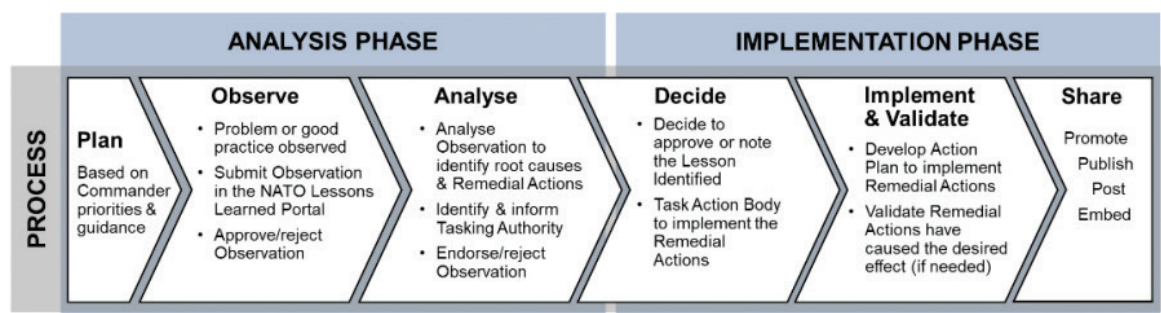 ANALYSIS PHASE
IMPLEMENTATION PHASE
PROCESS
Plan
Based on
Commander
priorities &
guidance
Observe
• Problem or good
practice observed
• Submit Observation
in the NATO Lessons
Learned Portal
• Approve/reject
Observation
Analyse
• Analyse
Observation to
identify root causes
& Remedial Actions
• Identify & inform
Tasking Authority
• Endorse/reject
Observation
Decide
• Decide to
approve or note
the Lesson
Identified
• Task Action Body
to implement the
Remedial
Actions
Implement
& Validate
• Develop Action
Plan to implement
Remedial Actions
• Validate Remedial
Actions have
caused the desired
effect (if needed)
Share
Promote
Publish
Post
Embed